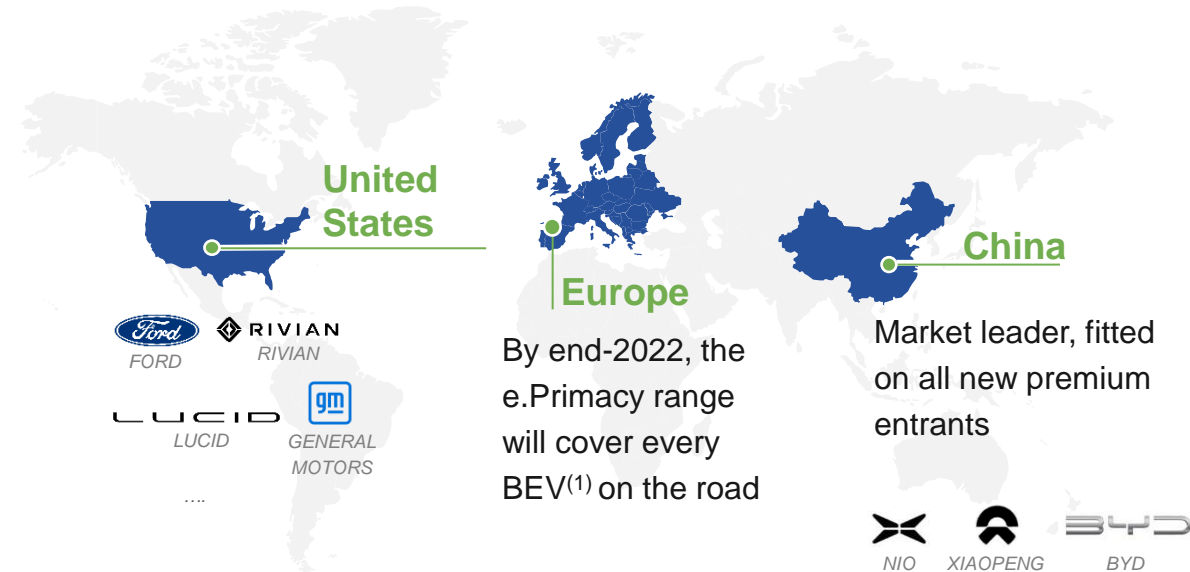 United
States
Ford
RIVIAN
FORD
RIVIAN
LUCID
gm
LUCID
GENERAL
MOTORS
....
Europe
By end-2022, the
e.Primacy range
will cover every
BEV(1) on the road
China
Market leader, fitted
on all new premium
entrants
BYD
NIO
XIAOPENG
BYD